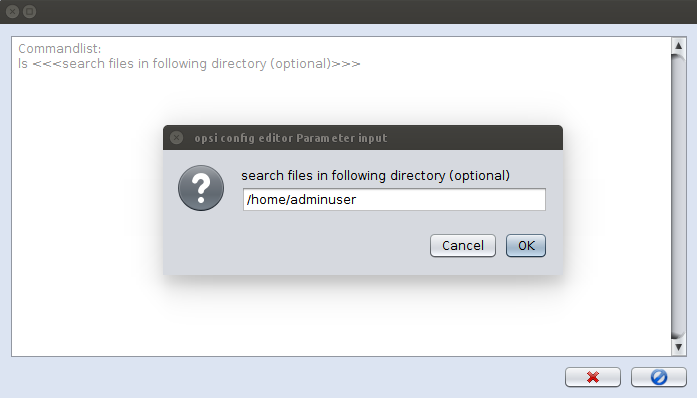 Commandlist:
ls <<<search files in following directory (optional)>>>
opsi config editor Parameter input
search files in following directory (optional)
/home/adminuser
Cancel
OK